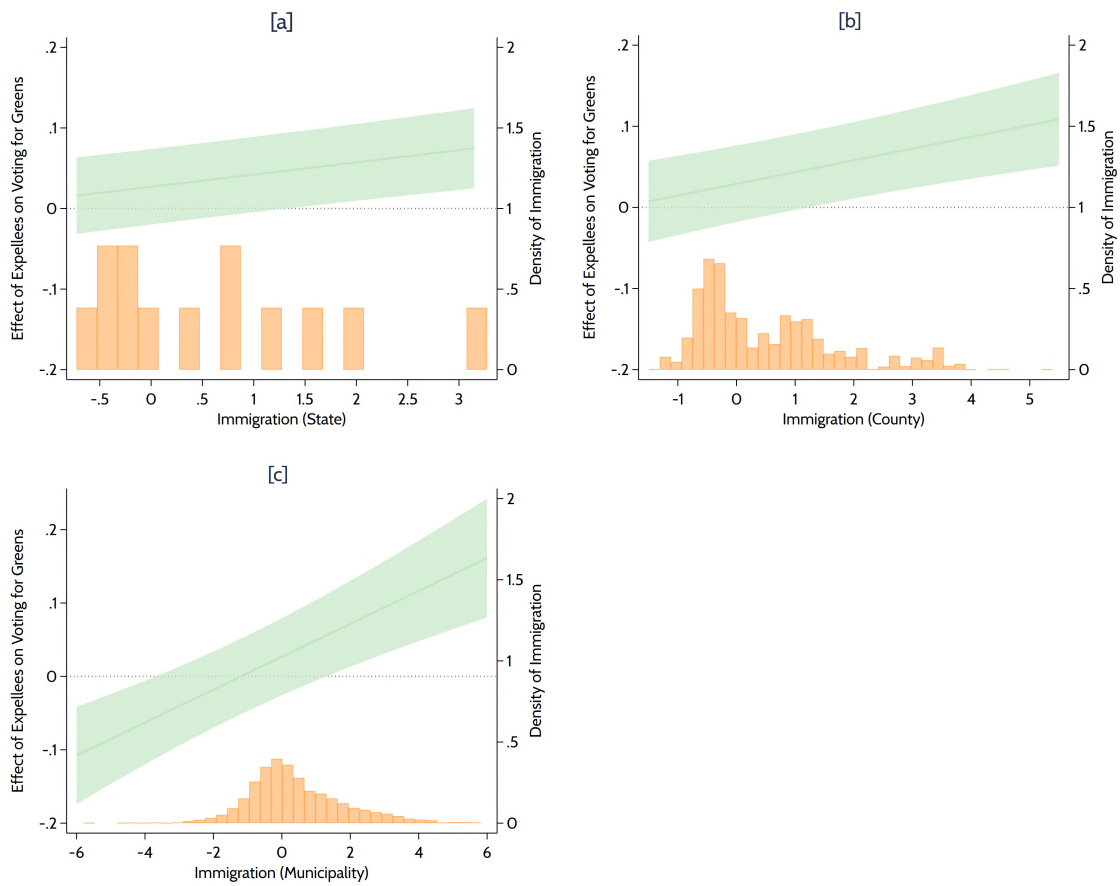 [a]
Effect of Expellees on Voting for Greens
.2
.1
0
-.1
-.2
2
1.5
1
.5
0
Density of Immigration
-.5 0 .5 1 1.5 2 2.5 3
Immigration (State)
[b]
Effect of Expellees on Voting for Greens
.2
.1
0
-.1
-.2
2
1.5
1
.5
0
Density of Immigration
-1 0 1 2 3 4 5
Immigration (County)
[c]
Effect of Expellees on Voting for Greens
.2
.1
0
-.1
-.2
2
1.5
1
.5
0
Density of Immigration
-6 -4 -2 0 2 4 6
Immigration (Municipality)